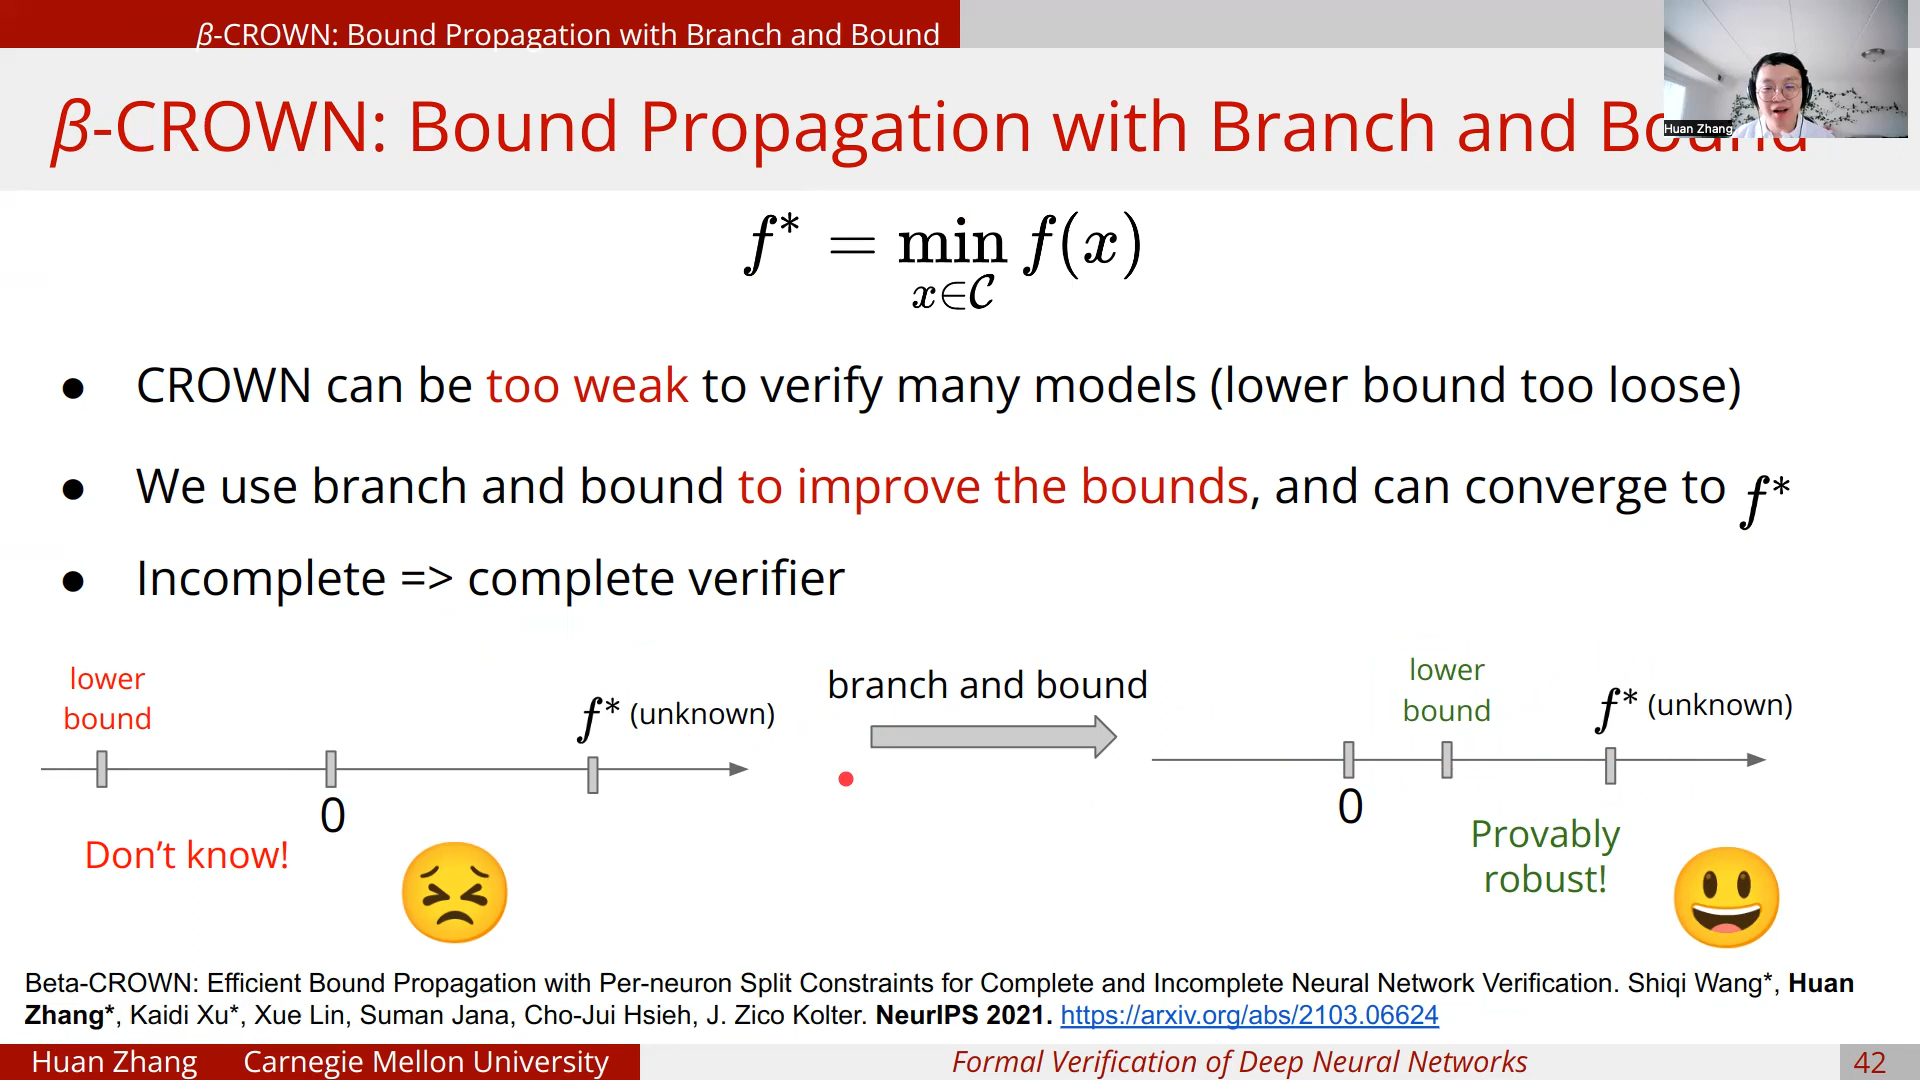 β-CROWN: Bound Propagation with Branch and Bound
β-CROWN: Bound Propagation with Branch and Bound
Huan Zhang
f* = min f(x)
x∈C
● CROWN can be too weak to verify many models (lower bound too loose)
● We use branch and bound to improve the bounds, and can converge to f*
● Incomplete => complete verifier
lower
bound
f* (unknown)
0
Don't know!
branch and bound
lower
bound
f* (unknown)
0
Provably
robust!
Beta-CROWN: Efficient Bound Propagation with Per-neuron Split Constraints for Complete and Incomplete Neural Network Verification. Shiqi Wang*, Huan
Zhang*, Kaidi Xu*, Xue Lin, Suman Jana, Cho-Jui Hsieh, J. Zico Kolter. NeurIPS 2021. https://arxiv.org/abs/2103.06624
Huan Zhang Carnegie Mellon University
Formal Verification of Deep Neural Networks
42